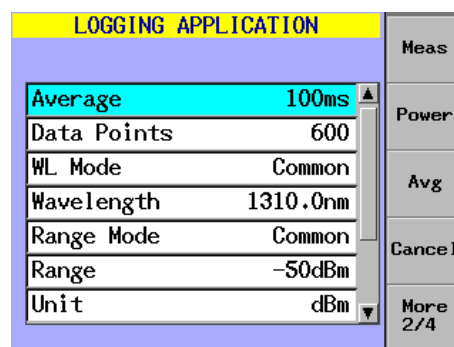 LOGGING APPLICATION
Average 100ms
Data Points 600
WL Mode Common
Wavelength 1310.0nm
Range Mode Common
Range -50dBm
Unit dBm
Meas
Power
Avg
Cancel
More
2/4